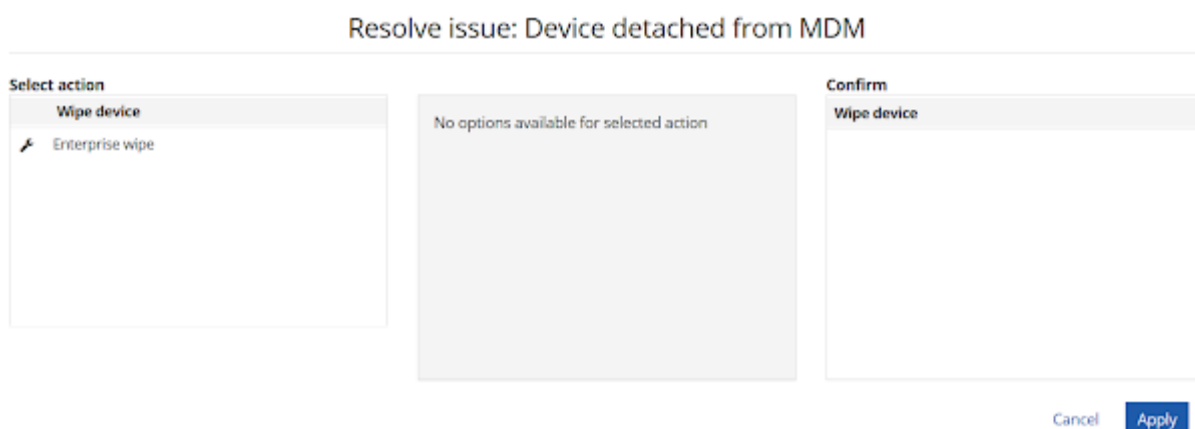 Resolve issue: Device detached from MDM
Select action
Wipe device
Enterprise wipe
No options available for selected action
Confirm
Wipe device
Cancel
Apply